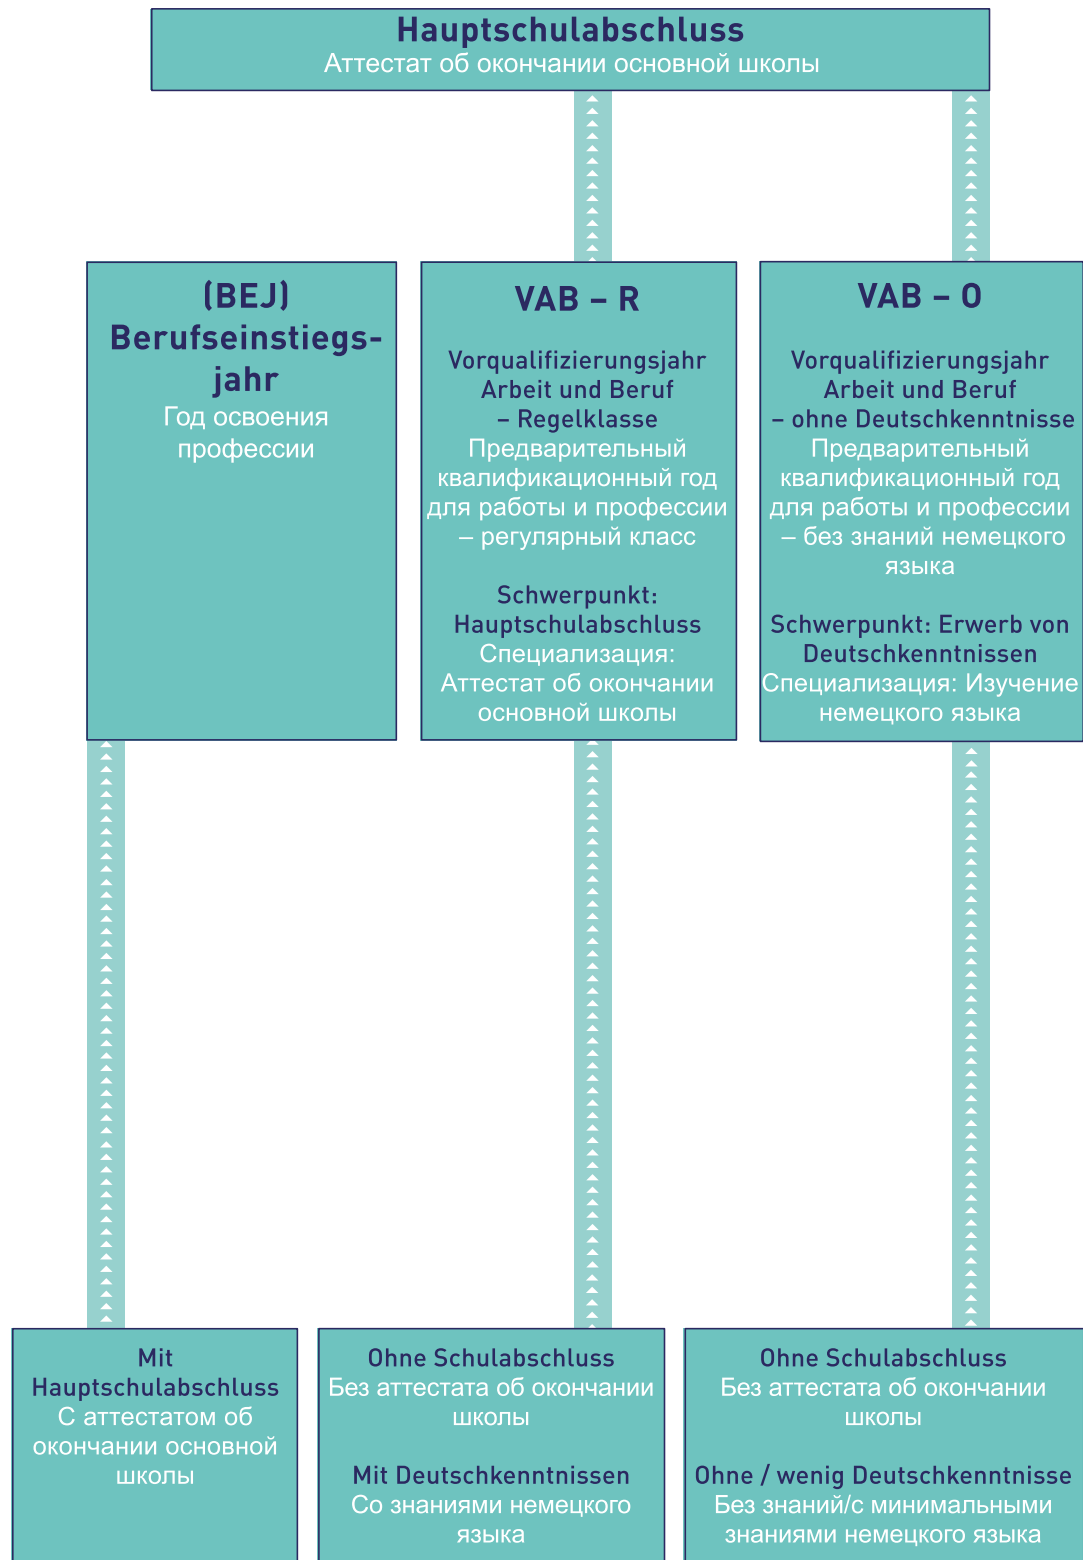 Hauptschulabschluss
Аттестат об окончании основной школы
(BEJ)
Berufseinstiegs-
jahr
Год освоения
профессии
VAB – R
Vorqualifizierungsjahr
Arbeit und Beruf
– Regelklasse
Предварительный
квалификационный год
для работы и профессии
– регулярный класс
Schwerpunkt:
Hauptschulabschluss
Специализация:
Аттестат об окончании
основной школы
VAB – O
Vorqualifizierungsjahr
Arbeit und Beruf
– ohne Deutschkenntnisse
Предварительный
квалификационный год
для работы и профессии
– без знаний немецкого
языка
Schwerpunkt: Erwerb von
Deutschkenntnissen
Специализация: Изучение
немецкого языка
Mit
Hauptschulabschluss
С аттестатом об
окончании основной
школы
Ohne Schulabschluss
Без аттестата об окончании
школы
Mit Deutschkenntnissen
Со знаниями немецкого
языка
Ohne Schulabschluss
Без аттестата об окончании
школы
Ohne / wenig Deutschkenntnisse
Без знаний/с минимальными
знаниями немецкого языка